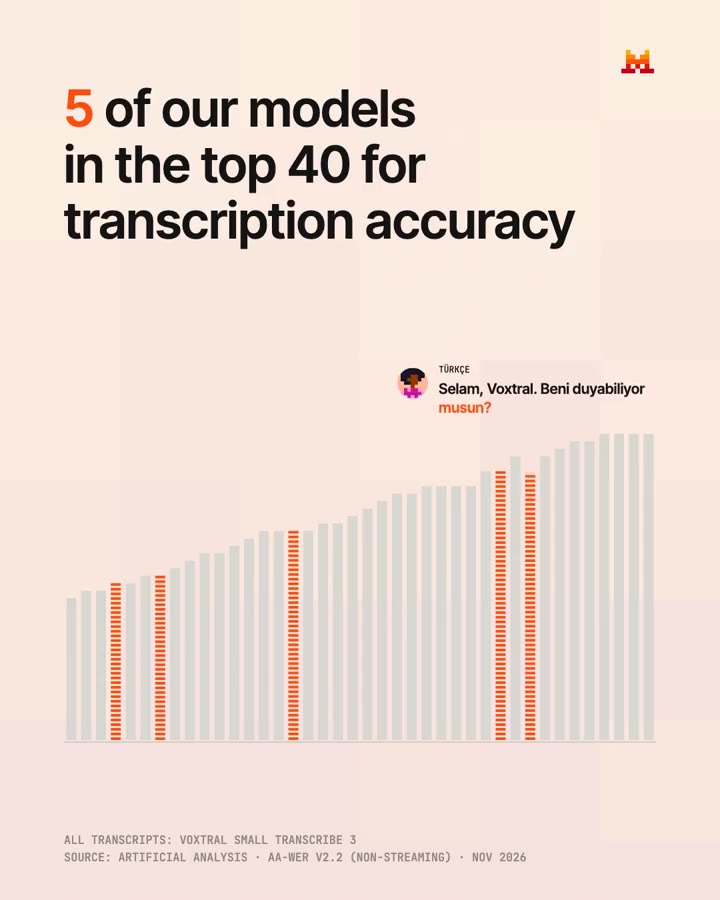 5 of our models
in the top 40 for
transcription accuracy
TÜRKÇE
Selam, Voxtral. Beni duyabiliyor
musun?
ALL TRANSCRIPTS: VOXTRAL SMALL TRANSCRIBE 3
SOURCE: ARTIFICIAL ANALYSIS · AA-WER V2.2 (NON-STREAMING) · NOV 2026